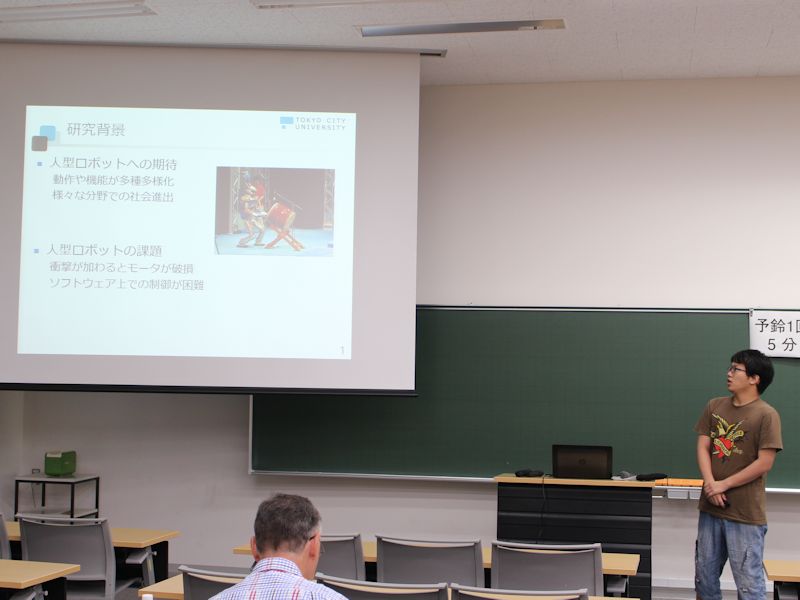 研究背景
TOKYO CITY
UNIVERSITY
人型ロボットへの期待
動作や機能が多種多様化
様々な分野での社会進出
人型ロボットの課題
衝撃が加わるとモータが破損
ソフトウェア上での制御が困難
1
予鈴1回
5分